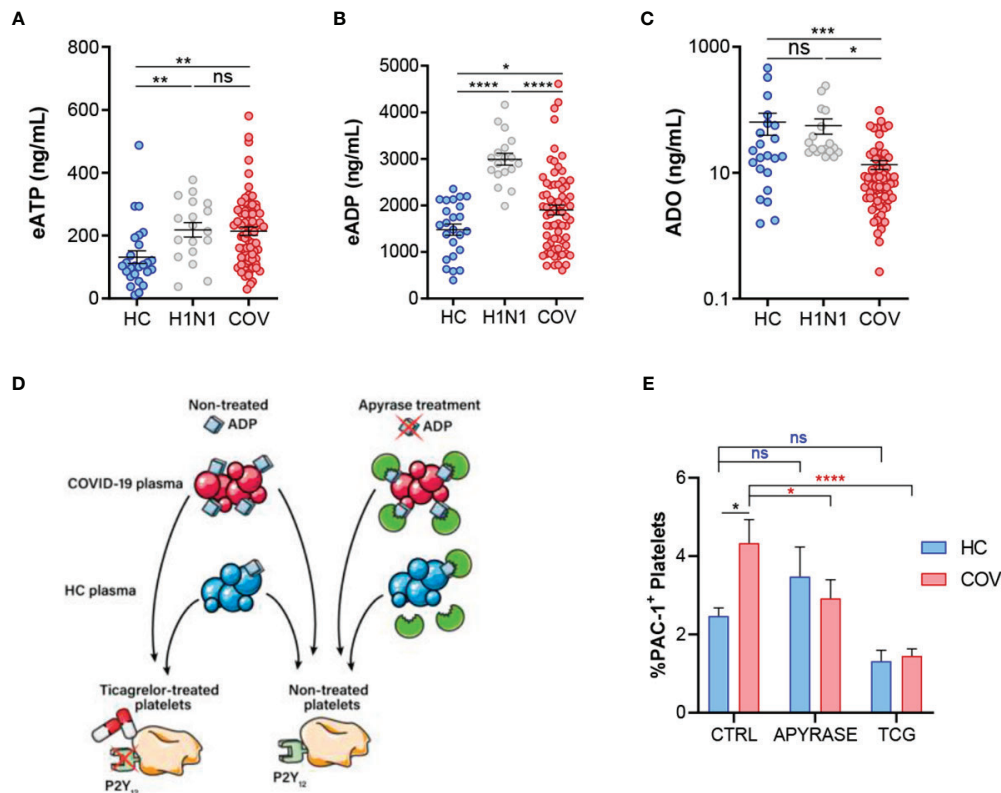 A
eATP (ng/mL)
800
600
400
200
0
**
** ns
HC H1N1 COV
B
eADP (ng/mL)
5000
4000
3000
2000
1000
0
*
**** ****
HC H1N1 COV
C
ADO (ng/mL)
1000
10
0.1
***
ns *
HC H1N1 COV
D
Non-treated
ADP
Apyrase treatment
ADP
COVID-19 plasma
HC plasma
Ticagrelor-treated
platelets
Non-treated
platelets
P2Y12
P2Y12
E
%PAC-1+ Platelets
6
4
2
0
ns
ns
****
*
*
CTRL APYRASE TCG
HC
COV